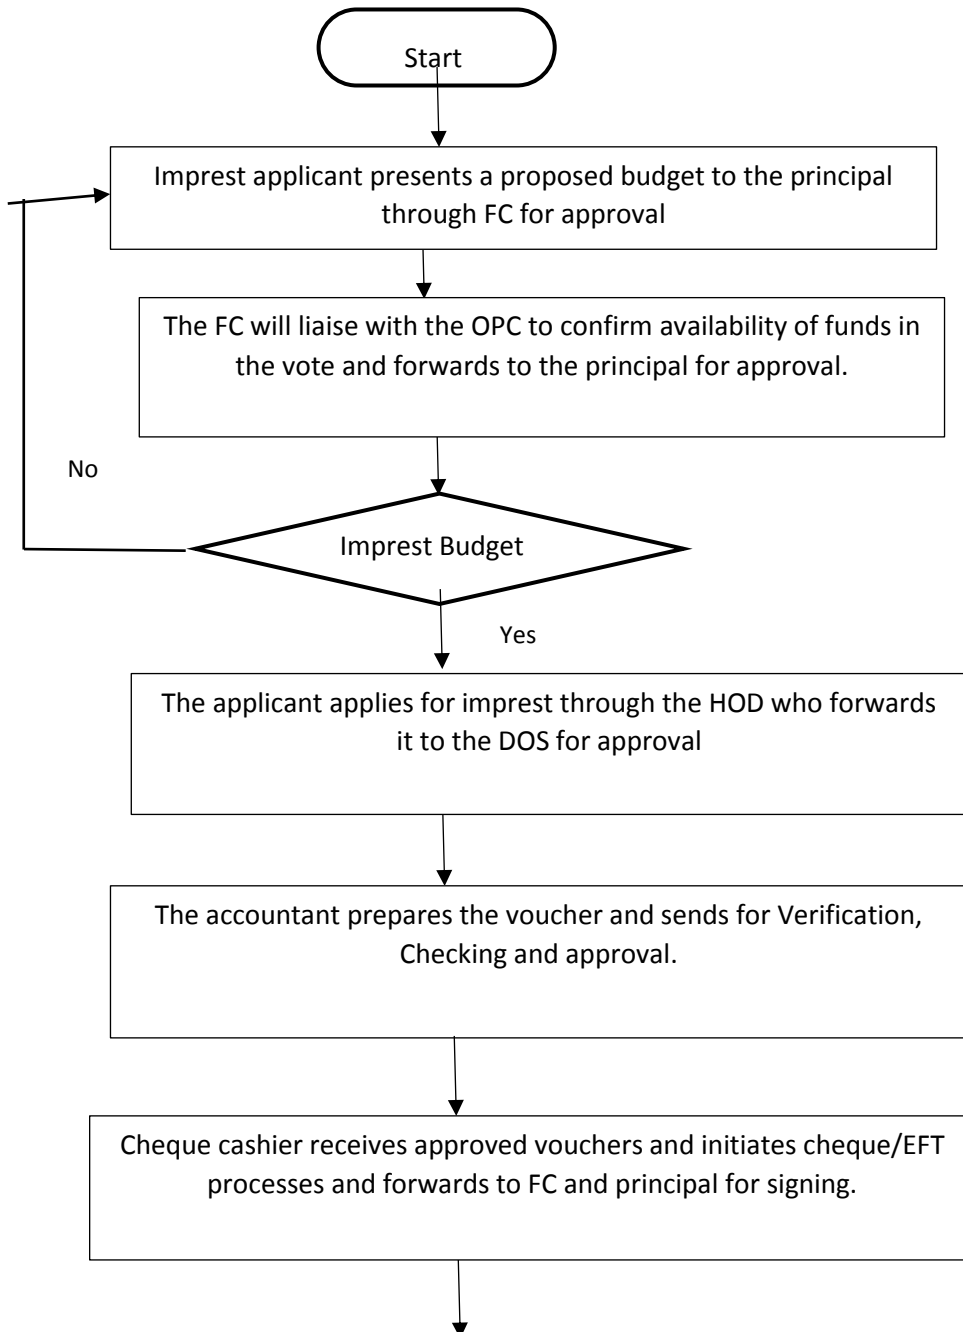 Start
Imprest applicant presents a proposed budget to the principal
through FC for approval
The FC will liaise with the OPC to confirm availability of funds in
the vote and forwards to the principal for approval.
No
Imprest Budget
Yes
The applicant applies for imprest through the HOD who forwards
it to the DOS for approval
The accountant prepares the voucher and sends for Verification,
Checking and approval.
Cheque cashier receives approved vouchers and initiates cheque/EFT
processes and forwards to FC and principal for signing.